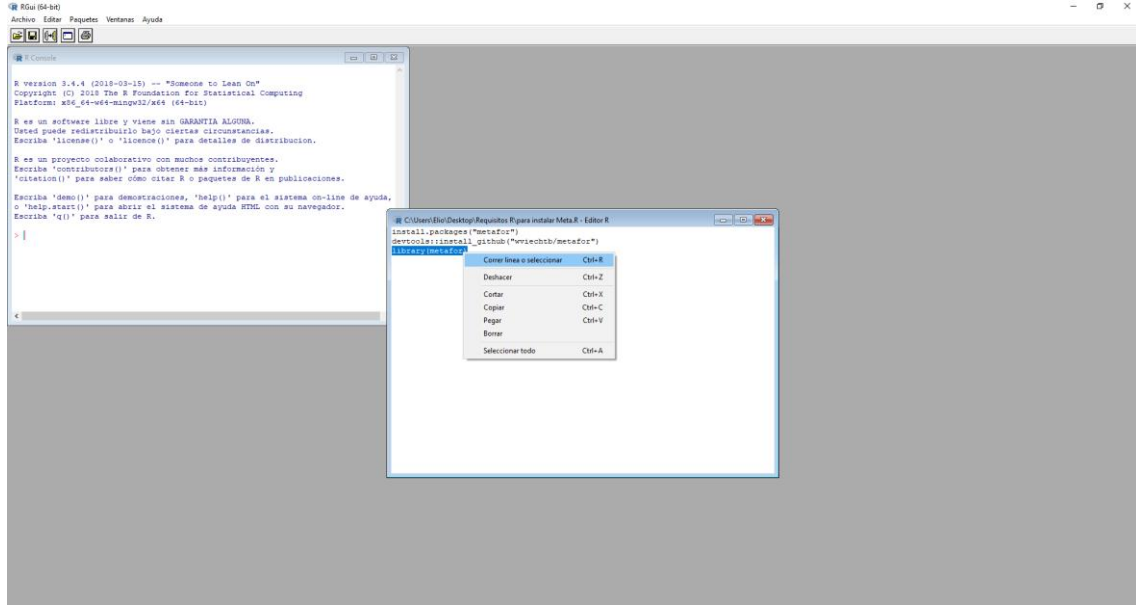 RGui (64-bit)
Archivo Editar Paquetes Ventanas Ayuda
R Console
R version 3.4.4 (2018-03-15) -- "Someone to Lean On"
Copyright (C) 2018 The R Foundation for Statistical Computing
Platform: x86_64-w64-mingw32/x64 (64-bit)
R es un software libre y viene sin GARANTIA ALGUNA.
Usted puede redistribuirlo bajo ciertas circunstancias.
Escriba 'license()' o 'licence()' para detalles de distribucion.
R es un proyecto colaborativo con muchos contribuyentes.
Escriba 'contributors()' para obtener más información y
'citation()' para saber cómo citar R o paquetes de R en publicaciones.
Escriba 'demo()' para demostraciones, 'help()' para el sistema on-line de ayuda,
o 'help.start()' para abrir el sistema de ayuda HTML con su navegador.
Escriba 'q()' para salir de R.
>
C:\Users\Elio\Desktop\Requisitos R\para instalar Meta.R - Editor R
install.packages("metafor")
devtools::install_github("wviechtb/metafor")
library(metafor)
Correr linea o seleccionar Ctrl+R
Deshacer Ctrl+Z
Cortar Ctrl+X
Copiar Ctrl+C
Pegar Ctrl+V
Borrar
Seleccionar todo Ctrl+A